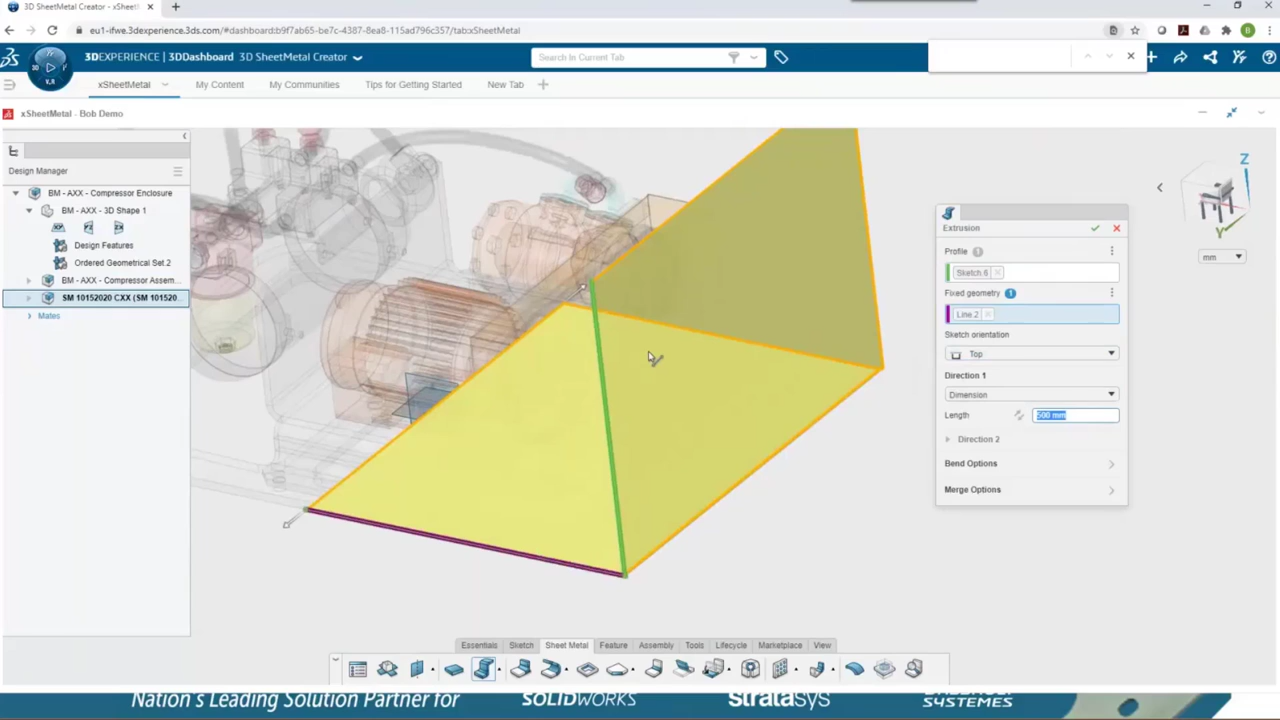 3D SheetMetal Creator - xSheetM
eu1-ifwe.3dexperience.3ds.com/#dashboard:b9f7ab65-be7c-4387-8ea8-115ad796c357/tab:xSheetMetal
3DEXPERIENCE | 3DDashboard 3D SheetMetal Creator
Search In Current Tab
xSheetMetal
My Content
My Communities
Tips for Getting Started
New Tab
xSheetMetal - Bob Demo
Design Manager
BM - AXX - Compressor Enclosure
BM - AXX - 3D Shape 1
Design Features
Ordered Geometrical Set.2
BM - AXX - Compressor Assem...
SM 10152020 CXX (SM 101520...
Mates
Z
Y
mm
Extrusion
Profile 1
Sketch 6
Fixed geometry 1
Line.2
Sketch orientation
Top
Direction 1
Dimension
Length 500 mm
Direction 2
Bend Options
Merge Options
Essentials Sketch Sheet Metal Feature Assembly Tools Lifecycle Marketplace View
Nation's Leading Solution Partner for SOLIDWORKS Stratasys